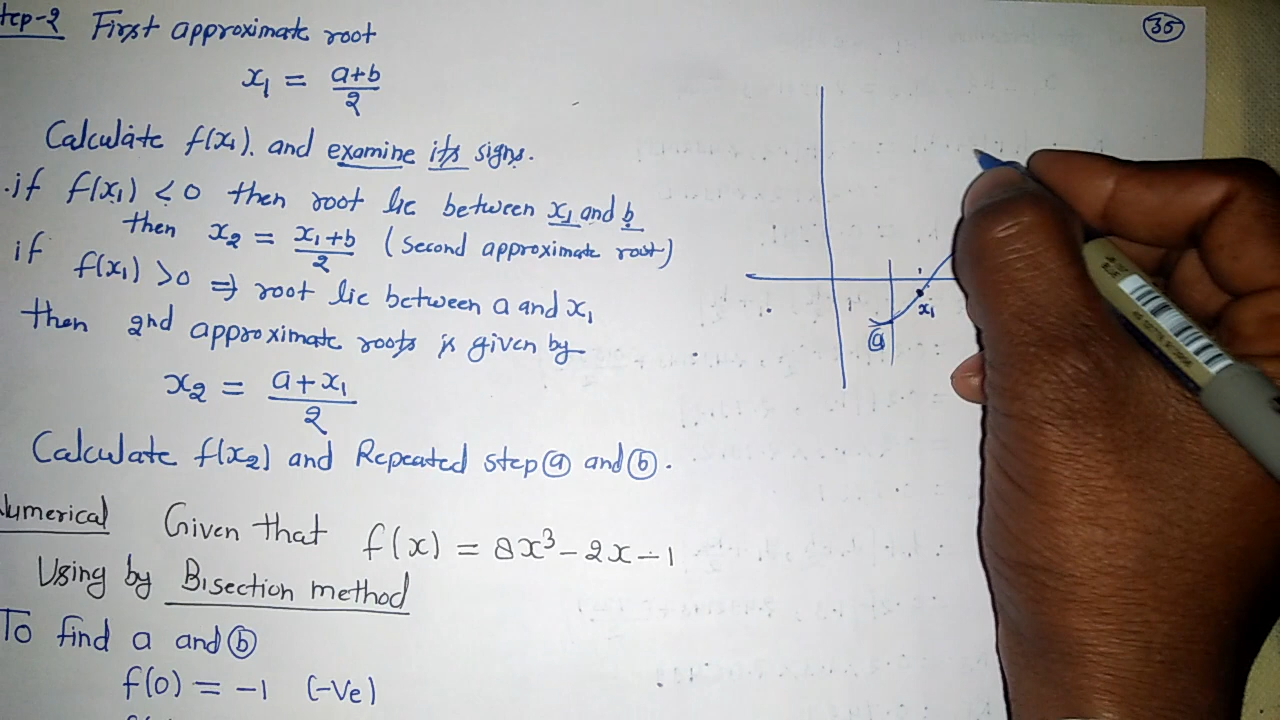 tep-2 First approximate root
35
x₁ = a+b/2
Calculate f(x₁). and examine its signs.
.if f(x₁) < 0 then root lie between x₁ and b
then x₂ = x₁+b/2 (Second approximate root)
if f(x₁) > 0 ⇒ root lie between a and x₁
then 2nd approximate roots is given by
x₂ = a+x₁/2
Calculate f(x₂) and Repeated step ⓐ and ⓑ.
Numerical Given that f(x) = 8x³-2x-1
Using by Bisection method
To find a and ⓑ
f(0) = -1 (-Ve)
x₁
a